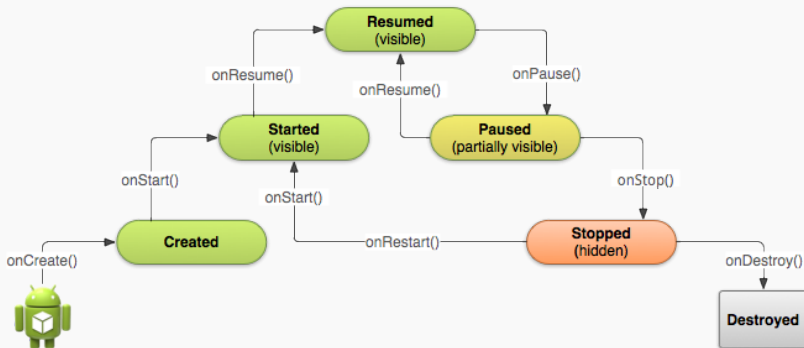 Resumed
(visible)
onResume()
onPause()
onResume()
Started
(visible)
Paused
(partially visible)
onStart()
onStart()
onStop()
Created
onRestart()
Stopped
(hidden)
onCreate()
onDestroy()
Destroyed